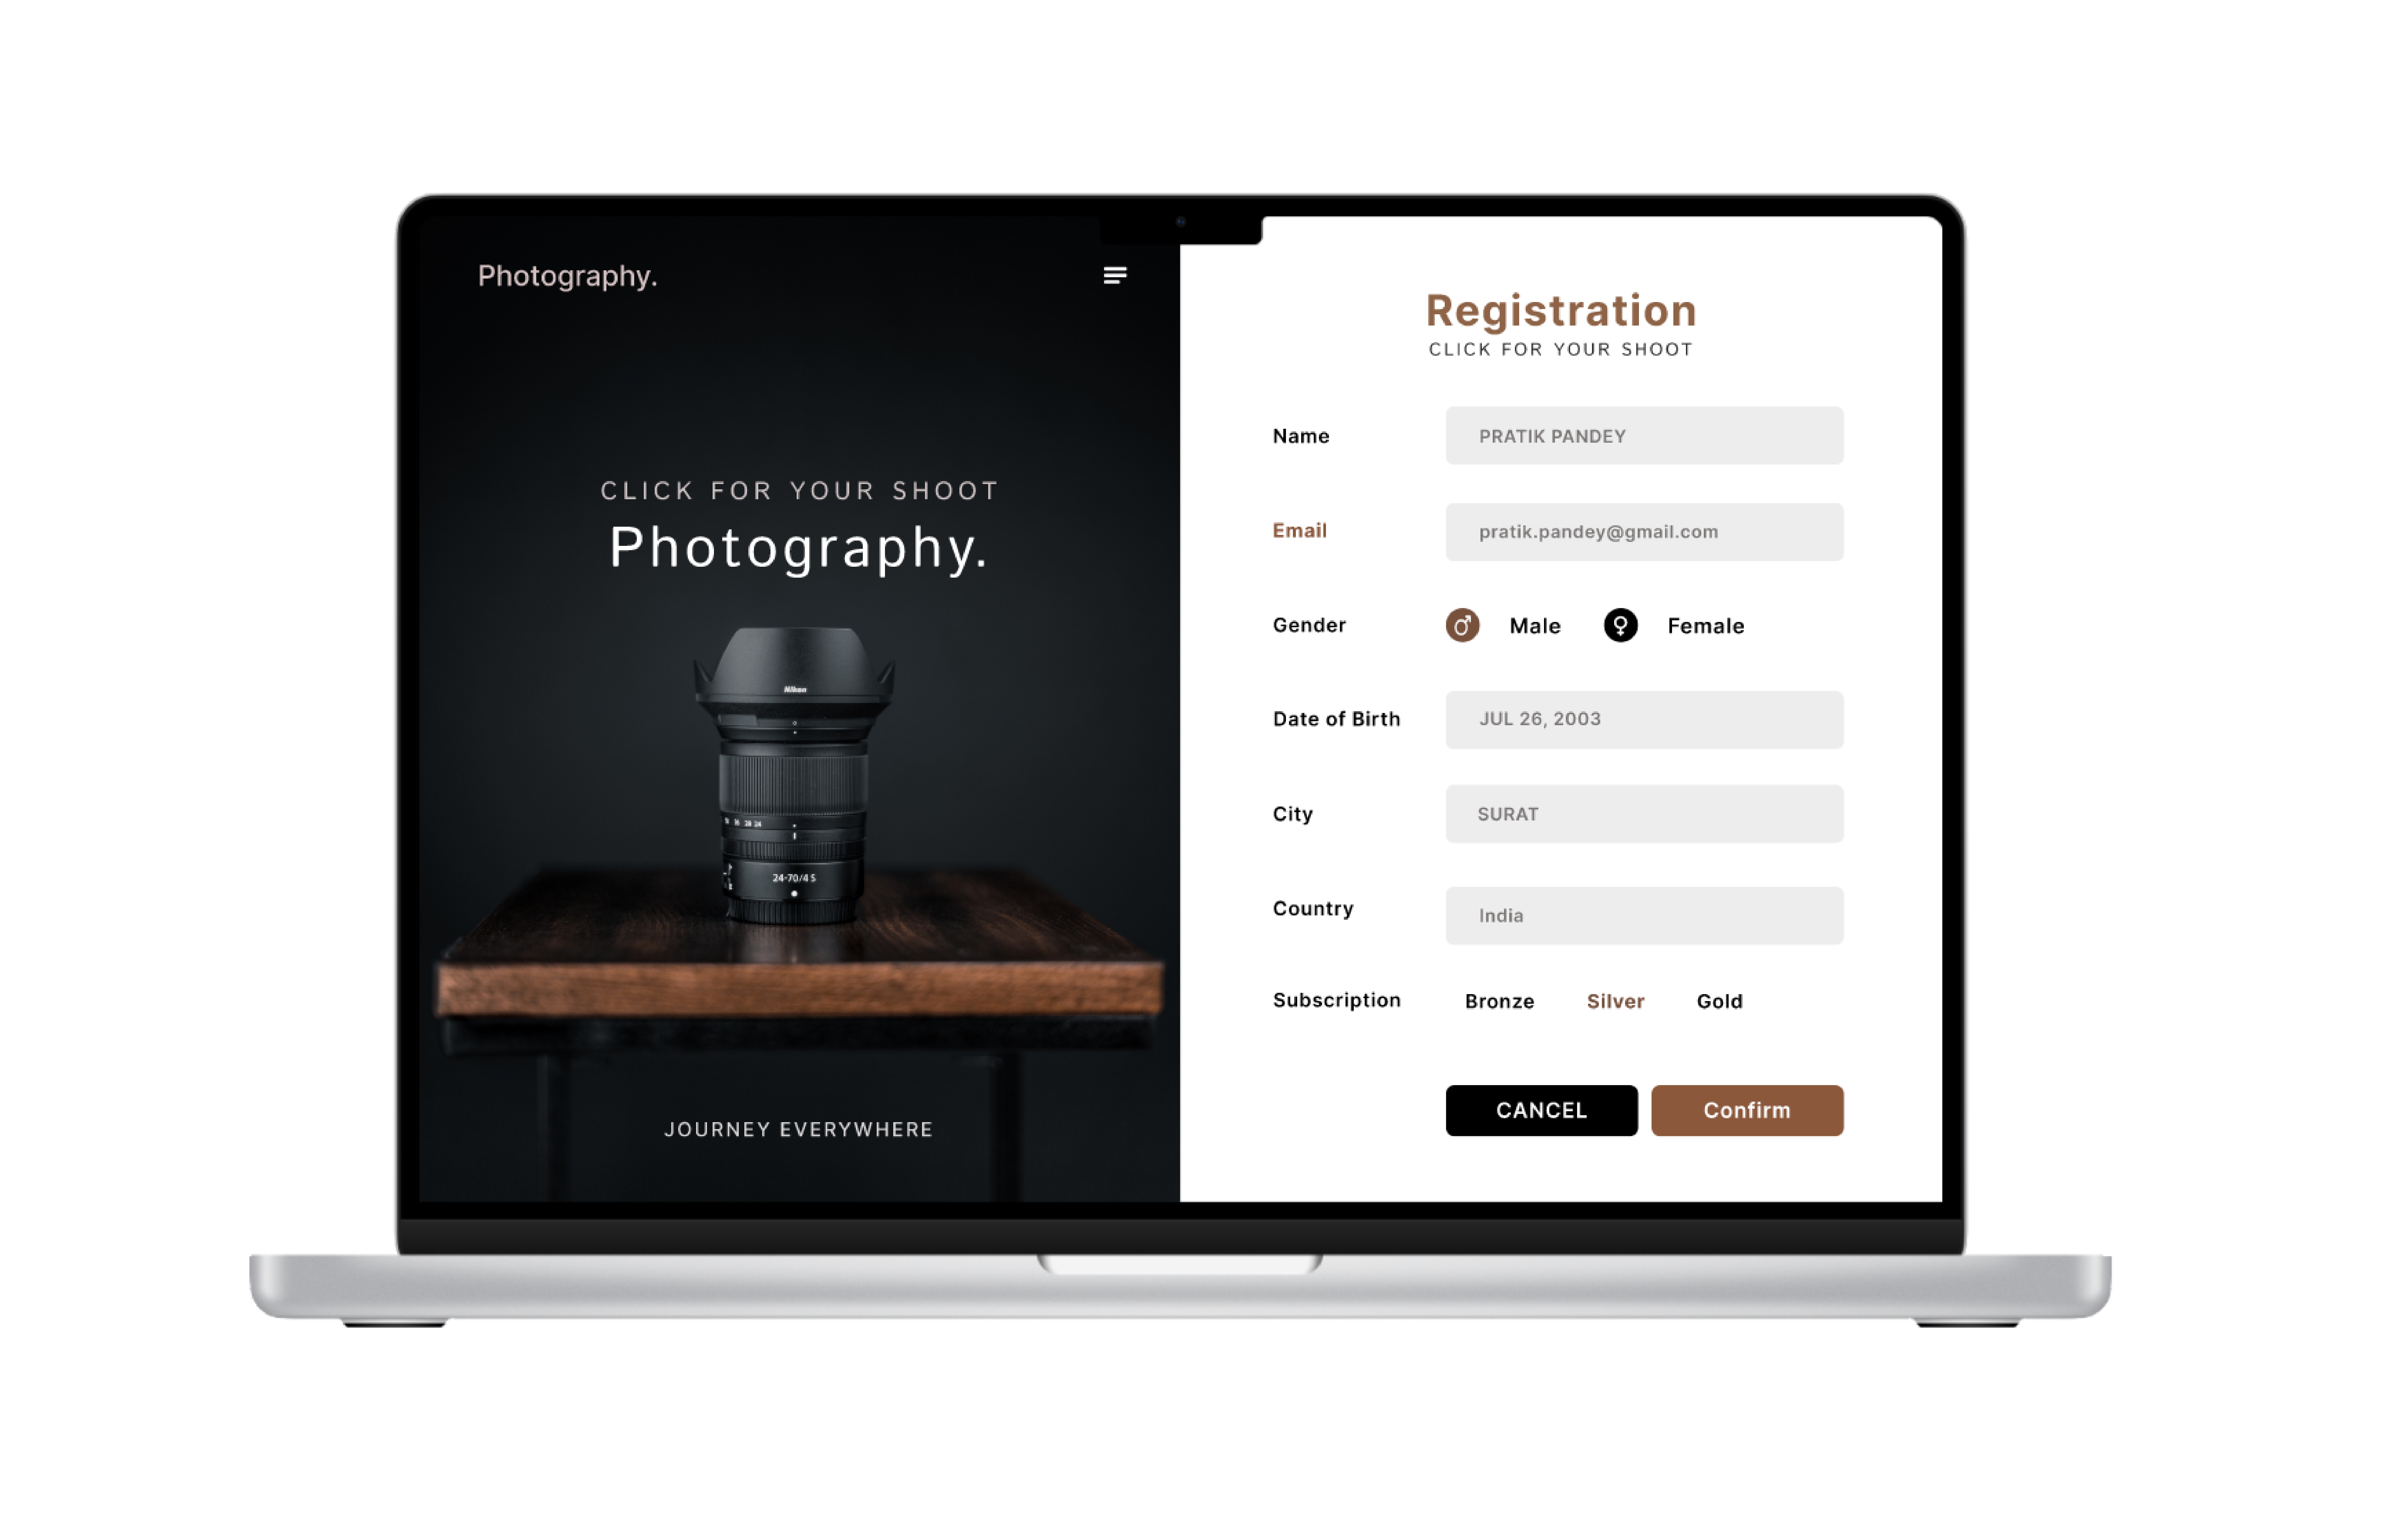 Photography.
CLICK FOR YOUR SHOOT
Photography.
Nikon
24-70/4 S
JOURNEY EVERYWHERE
Registration
CLICK FOR YOUR SHOOT
Name PRATIK PANDEY
Email pratik.pandey@gmail.com
Gender Male Female
Date of Birth JUL 26, 2003
City SURAT
Country India
Subscription Bronze Silver Gold
CANCEL Confirm